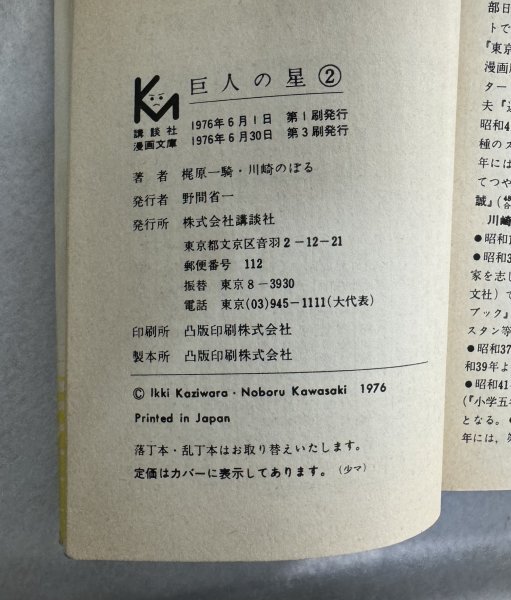 巨人の星②
KM
講談社
漫画文庫
1976年6月1日 第1刷発行
1976年6月30日 第3刷発行
著者 梶原一騎・川崎のぼる
発行者 野間省一
発行所 株式会社講談社
東京都文京区音羽2-12-21
郵便番号 112
振替 東京8-3930
電話 東京(03)945-1111(大代表)
印刷所 凸版印刷株式会社
製本所 凸版印刷株式会社
© Ikki Kaziwara・Noboru Kawasaki 1976
Printed in Japan
落丁本・乱丁本はお取り替えいたします。
定価はカバーに表示してあります。(少マ)
部日
トで
『東京
漫画
ター
夫『
昭和4
種のス
年には
てつや
誠』(
川崎
●昭和
●昭和3
家を志し
文社)で
ブック』
スタン等
●昭和37
和39年よ
●昭和41
(『小学五年
となる。
年には、